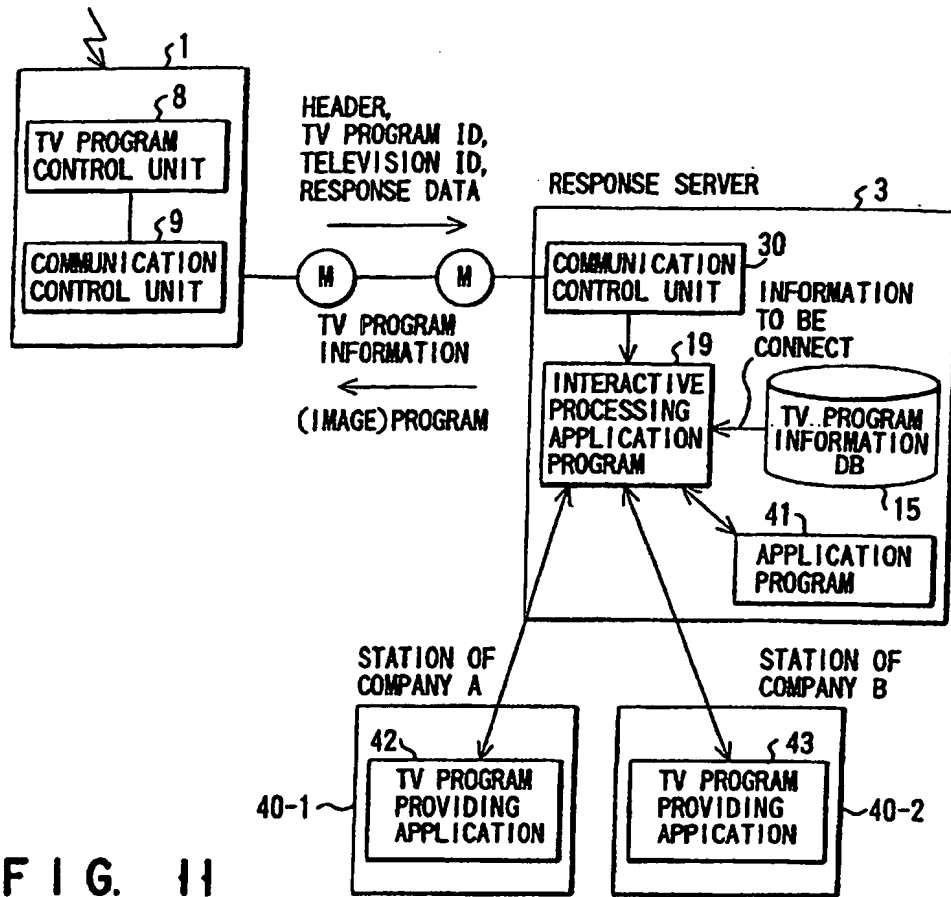 1
8
TV PROGRAM
CONTROL UNIT
9
COMMUNICATION
CONTROL UNIT
HEADER,
TV PROGRAM ID,
TELEVISION ID,
RESPONSE DATA
M
M
TV PROGRAM
INFORMATION
(IMAGE)PROGRAM
RESPONSE SERVER
3
COMMUNICATION
CONTROL UNIT
30
INFORMATION
TO BE
CONNECT
19
INTERACTIVE
PROCESSING
APPLICATION
PROGRAM
TV PROGRAM
INFORMATION
DB
15
41
APPLICATION
PROGRAM
STATION OF
COMPANY A
42
TV PROGRAM
PROVIDING
APPLICATION
40-1
STATION OF
COMPANY B
43
TV PROGRAM
PROVIDING
APPICATION
40-2
FIG. 11